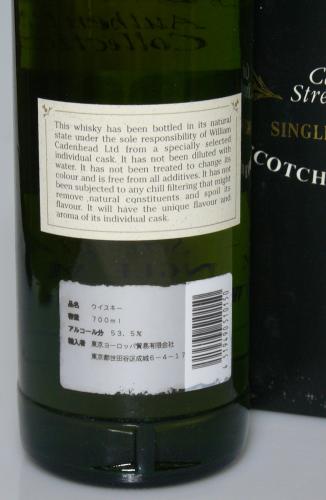 This whisky has been bottled in its natural
state under the sole responsibility of William
Cadenhead Ltd from a specially selected
individual cask. It has not been diluted with
water. It has not been treated to change its
colour and is free from all additives. It has not
been subjected to any chill filtering that might
remove natural constituents and spoil its
flavour. It will have the unique flavour and
aroma of its individual cask.
品名 ウイスキー
容量 700ml
アルコール分 53.5%
輸入者 東京ヨーロッパ貿易有限会社
東京都世田谷区成城6-4-17
4519490510550
Stre
SINGLE
SCOTCH